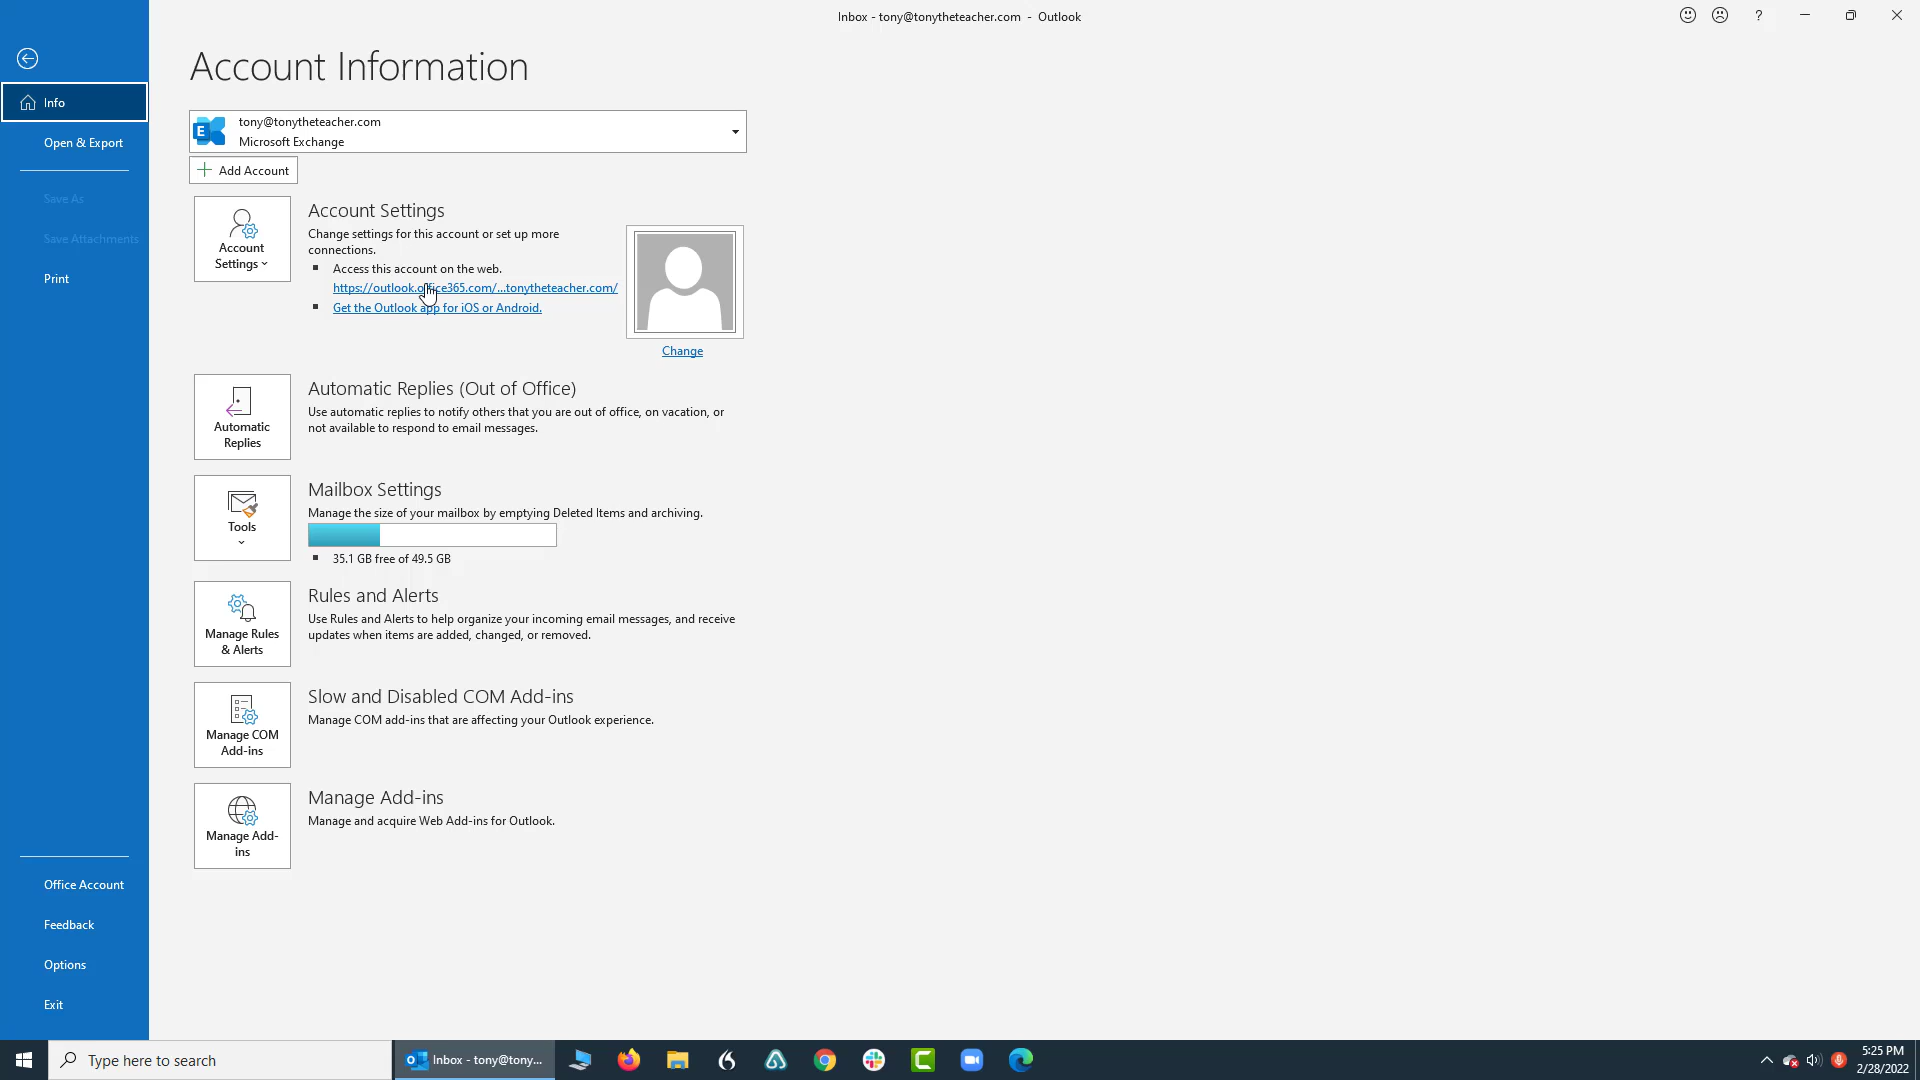 Inbox - tony@tonytheteacher.com - Outlook
?
Account Information
Info
Open & Export
Save As
Save Attachments
Print
Office Account
Feedback
Options
Exit
E
tony@tonytheteacher.com
Microsoft Exchange
Add Account
Account
Settings
Account Settings
Change settings for this account or set up more
connections.
Access this account on the web.
https://outlook.office365.com/...tonytheteacher.com/
Get the Outlook app for iOS or Android.
Change
Automatic
Replies
Automatic Replies (Out of Office)
Use automatic replies to notify others that you are out of office, on vacation, or
not available to respond to email messages.
Tools
Mailbox Settings
Manage the size of your mailbox by emptying Deleted Items and archiving.
35.1 GB free of 49.5 GB
Manage Rules
& Alerts
Rules and Alerts
Use Rules and Alerts to help organize your incoming email messages, and receive
updates when items are added, changed, or removed.
Manage COM
Add-ins
Slow and Disabled COM Add-ins
Manage COM add-ins that are affecting your Outlook experience.
Manage Add-
ins
Manage Add-ins
Manage and acquire Web Add-ins for Outlook.
Type here to search
Inbox - tony@tony...
5:25 PM
2/28/2022